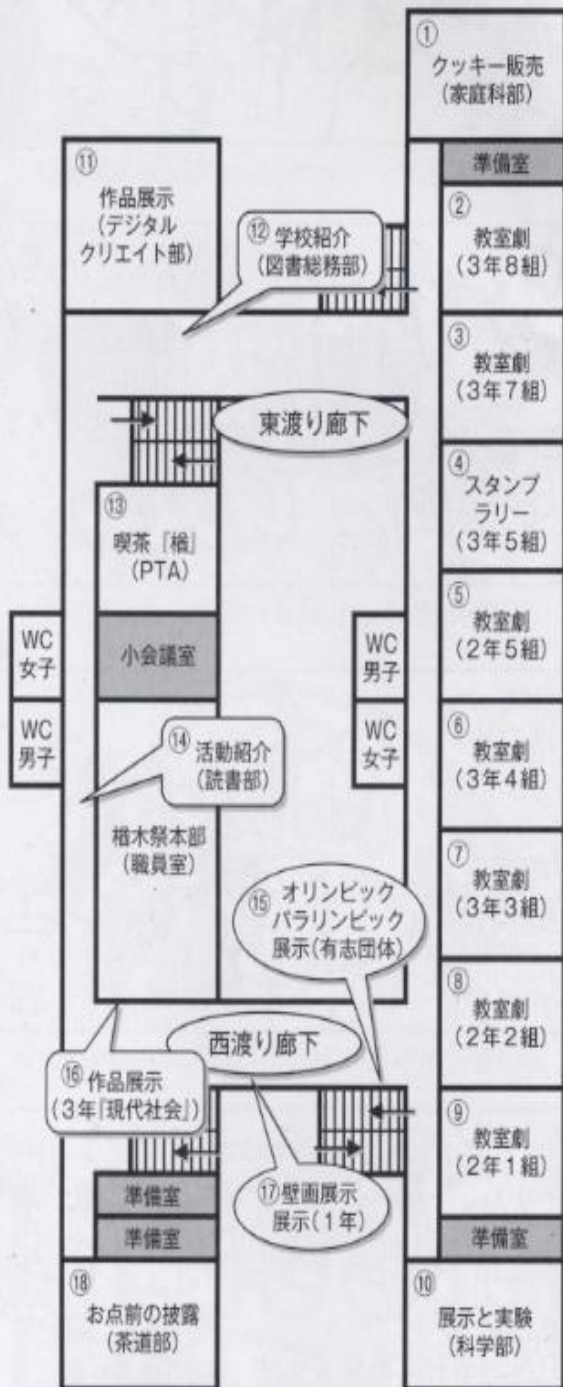 ①
クッキー販売
(家庭科部)
準備室
②
教室劇
(3年8組)
③
教室劇
(3年7組)
④
スタンプ
ラリー
(3年5組)
⑤
教室劇
(2年5組)
⑥
教室劇
(3年4組)
⑦
教室劇
(3年3組)
⑧
教室劇
(2年2組)
⑨
教室劇
(2年1組)
準備室
⑩
展示と実験
(科学部)
⑪
作品展示
(デジタル
クリエイト部)
⑫ 学校紹介
(図書総務部)
東渡り廊下
⑬
喫茶『楢』
(PTA)
小会議室
WC
女子
WC
男子
WC
男子
WC
女子
⑭ 活動紹介
(読書部)
楢木祭本部
(職員室)
⑮ オリンピック
パラリンピック
展示(有志団体)
西渡り廊下
⑯ 作品展示
(3年『現代社会』)
⑰ 壁画展示
展示(1年)
準備室
準備室
⑱
お点前の披露
(茶道部)